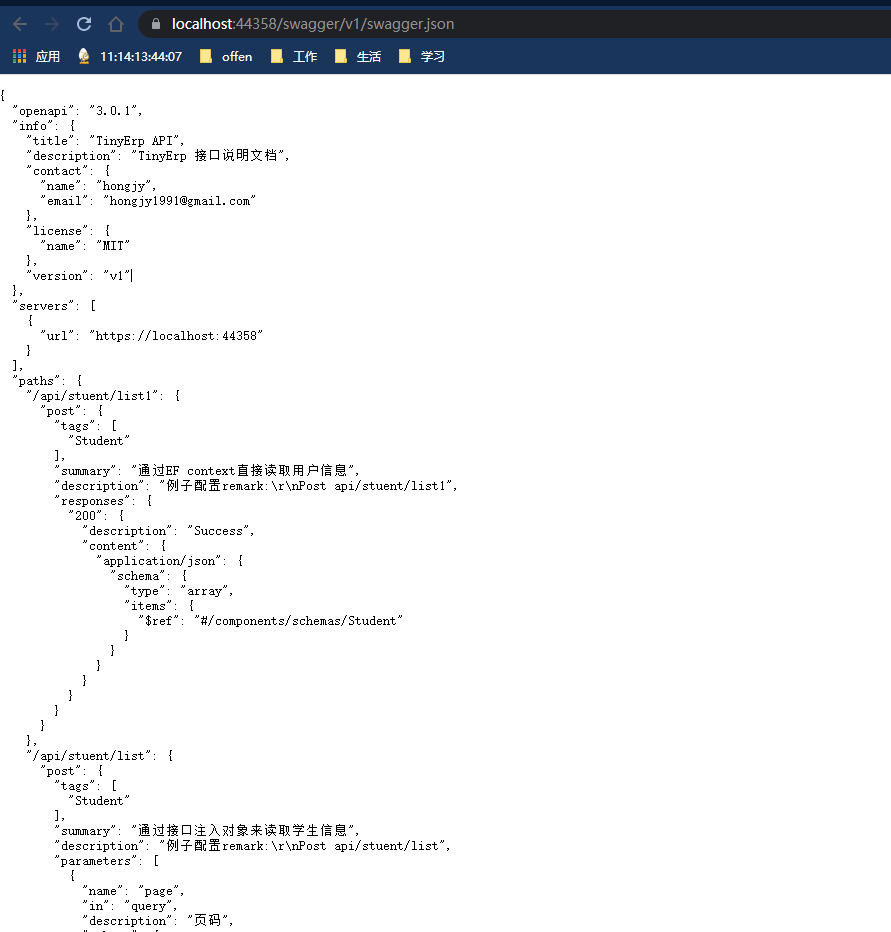 localhost:44358/swagger/v1/swagger.json
应用 11:14:13:44:07 offen 工作 生活 学习
{
  "openapi": "3.0.1",
  "info": {
    "title": "TinyErp API",
    "description": "TinyErp 接口说明文档",
    "contact": {
      "name": "hongjy",
      "email": "hongjy1991@gmail.com"
    },
    "license": {
      "name": "MIT"
    },
    "version": "v1"
  },
  "servers": [
    {
      "url": "https://localhost:44358"
    }
  ],
  "paths": {
    "/api/stuent/list1": {
      "post": {
        "tags": [
          "Student"
        ],
        "summary": "通过EF context直接读取用户信息",
        "description": "例子配置remark:\r\nPost api/stuent/list1",
        "responses": {
          "200": {
            "description": "Success",
            "content": {
              "application/json": {
                "schema": {
                  "type": "array",
                  "items": {
                    "$ref": "#/components/schemas/Student"
                  }
                }
              }
            }
          }
        }
      }
    },
    "/api/stuent/list": {
      "post": {
        "tags": [
          "Student"
        ],
        "summary": "通过接口注入对象来读取学生信息",
        "description": "例子配置remark:\r\nPost api/stuent/list",
        "parameters": [
          {
            "name": "page",
            "in": "query",
            "description": "页码",